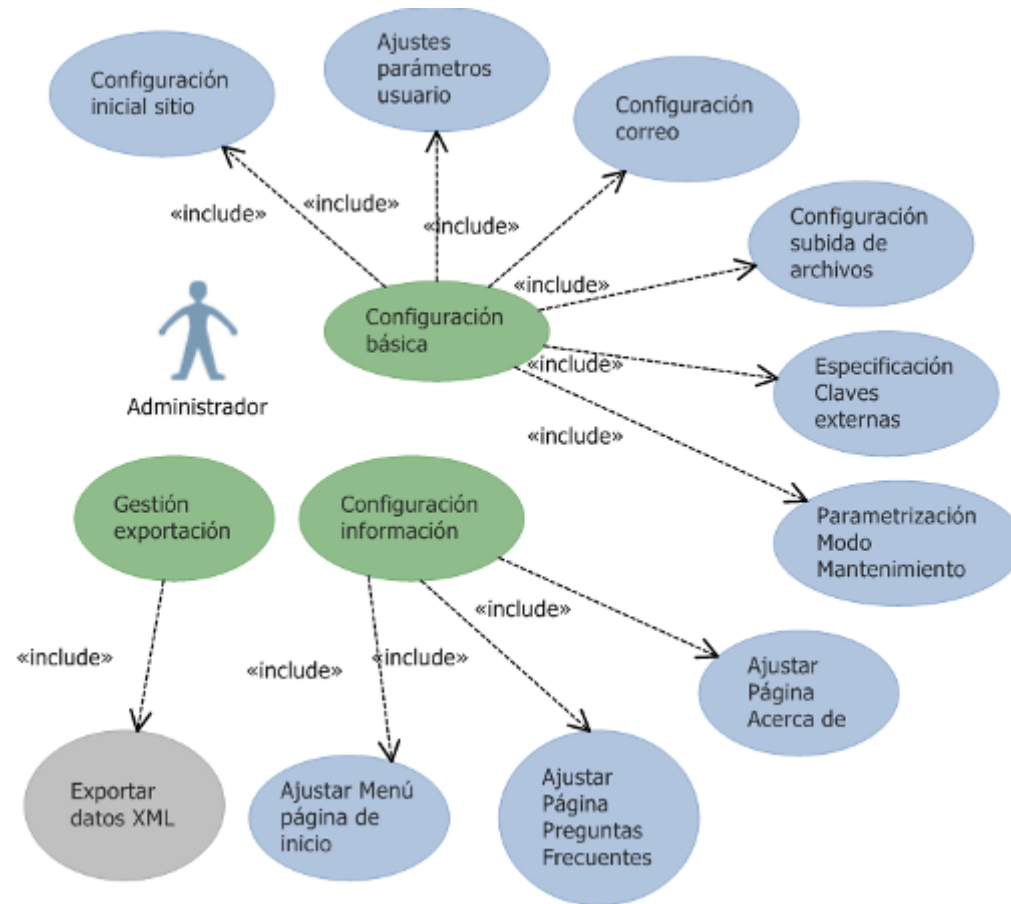 Ajustes
parámetros
usuario
Configuración
inicial sitio
Configuración
correo
«include»
«include»
«include»
Configuración
subida de
archivos
«include»
Configuración
básica
«include»
Especificación
Claves
externas
Administrador
«include»
Gestión
exportación
Configuración
información
Parametrización
Modo
Mantenimiento
«include»
«include»
«include»
«include»
Ajustar
Página
Acerca de
Exportar
datos XML
Ajustar Menú
página de
inicio
Ajustar
Página
Preguntas
Frecuentes